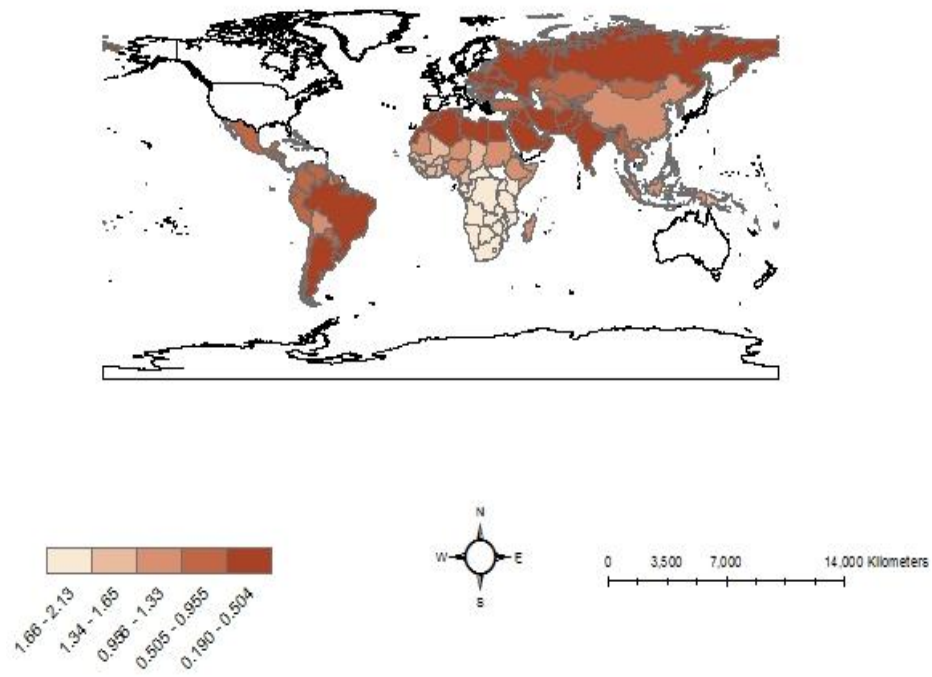 N
W E
S
0 3,500 7,000 14,000 Kilometers
1.66 - 2.13
1.34 - 1.65
0.956 - 1.33
0.505 - 0.955
0.190 - 0.504